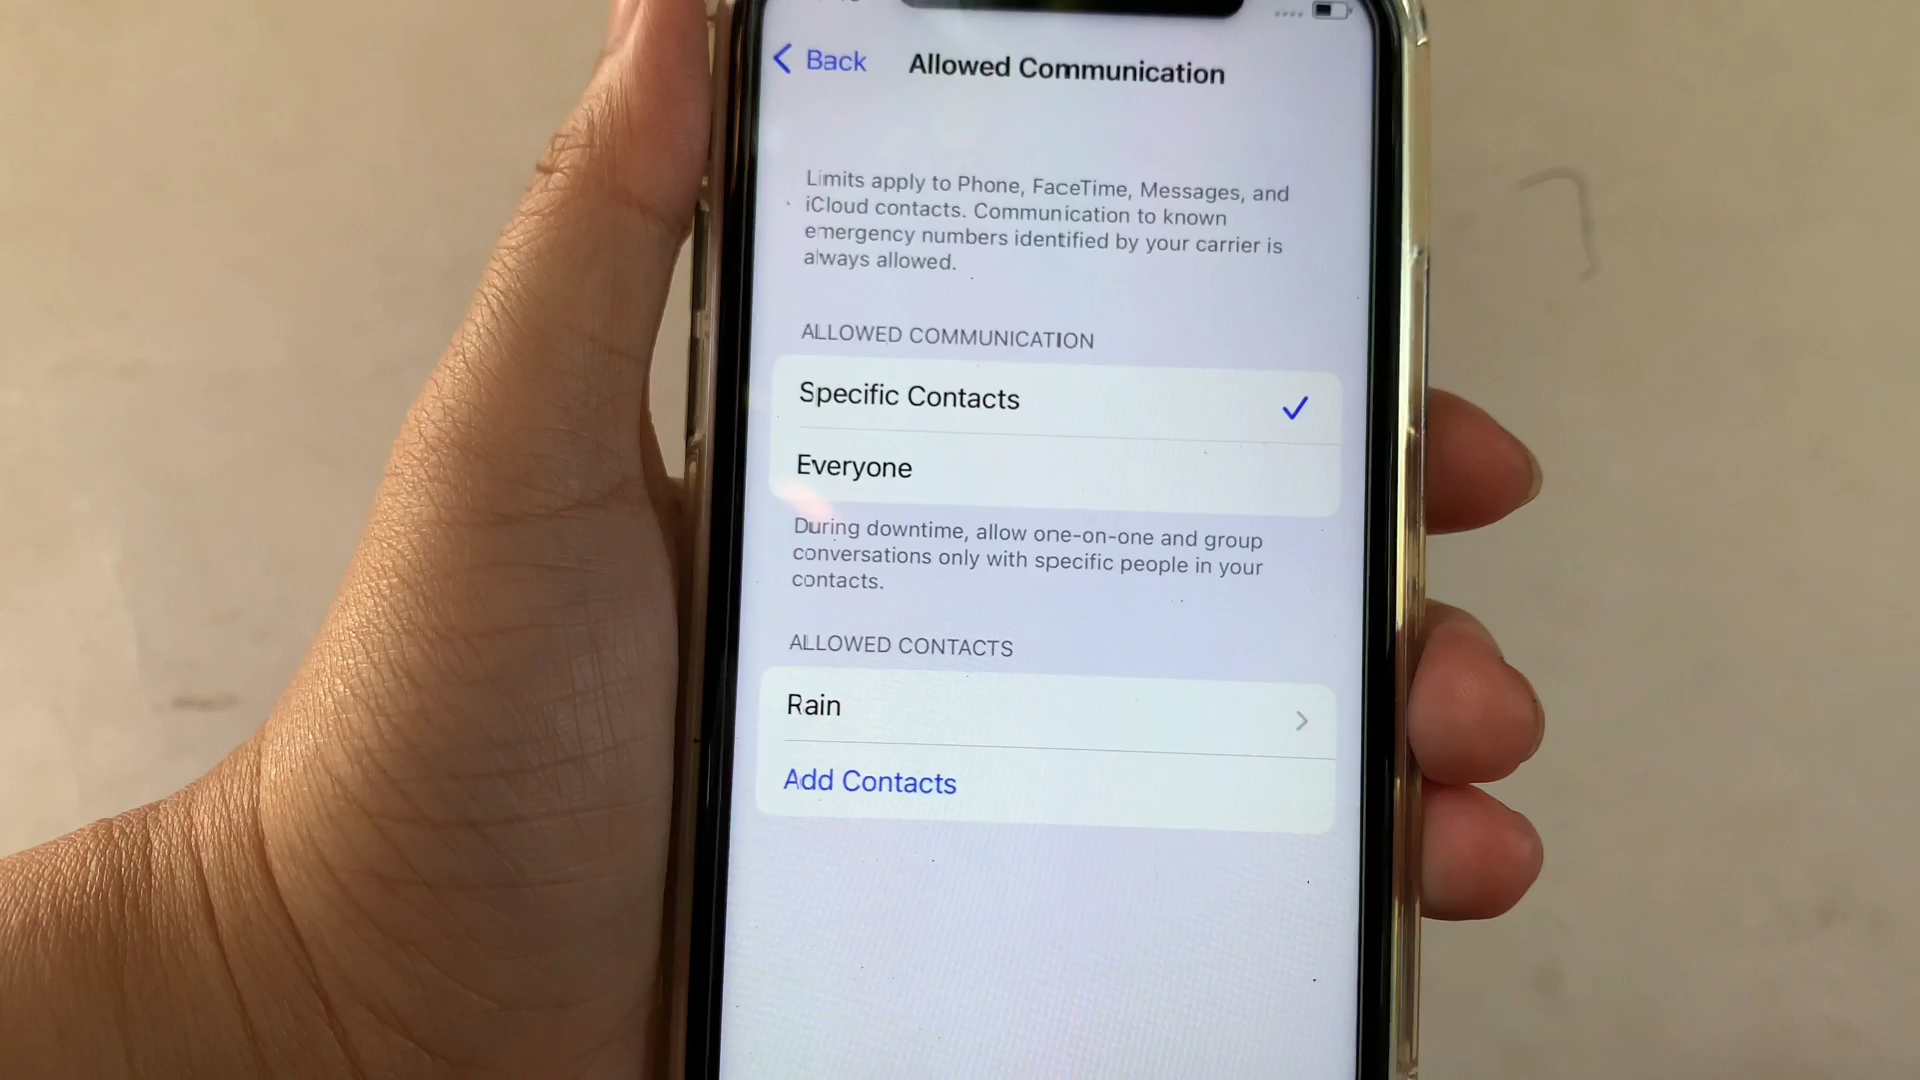 Back
Allowed Communication
Limits apply to Phone, FaceTime, Messages, and
iCloud contacts. Communication to known
emergency numbers identified by your carrier is
always allowed.
ALLOWED COMMUNICATION
Specific Contacts
Everyone
During downtime, allow one-on-one and group
conversations only with specific people in your
contacts.
ALLOWED CONTACTS
Rain
Add Contacts